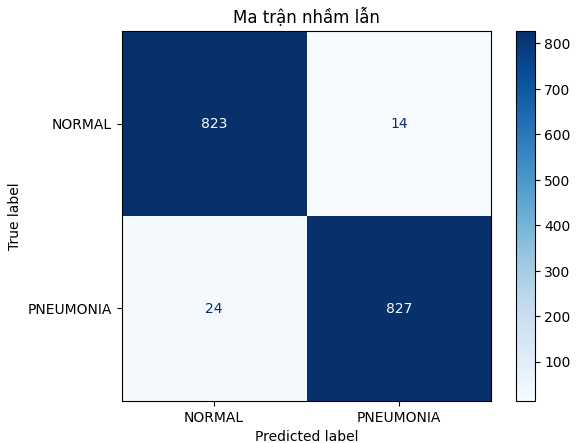 Ma trận nhầm lẫn
True label
NORMAL
823
14
PNEUMONIA
24
827
NORMAL
PNEUMONIA
Predicted label
800
700
600
500
400
300
200
100